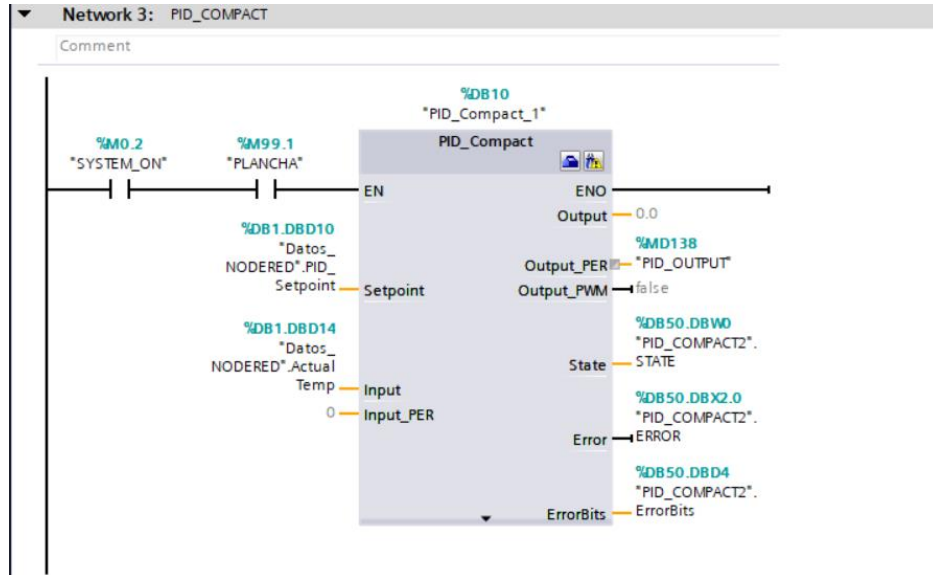 Network 3: PID_COMPACT
Comment
%DB10
"PID_Compact_1"
%M0.2
"SYSTEM_ON"
%M99.1
"PLANCHA"
PID_Compact
EN
ENO
Output
0.0
%DB1.DBD10
"Datos_
NODERED".PID_
Setpoint
Setpoint
%MD138
"PID_OUTPUT"
Output_PER
Output_PWM
false
%DB1.DBD14
"Datos_
NODERED".Actual
Temp
Input
0
Input_PER
%DB50.DBW0
"PID_COMPACT2".
STATE
State
%DB50.DBX2.0
"PID_COMPACT2".
ERROR
Error
%DB50.DBD4
"PID_COMPACT2".
ErrorBits
ErrorBits